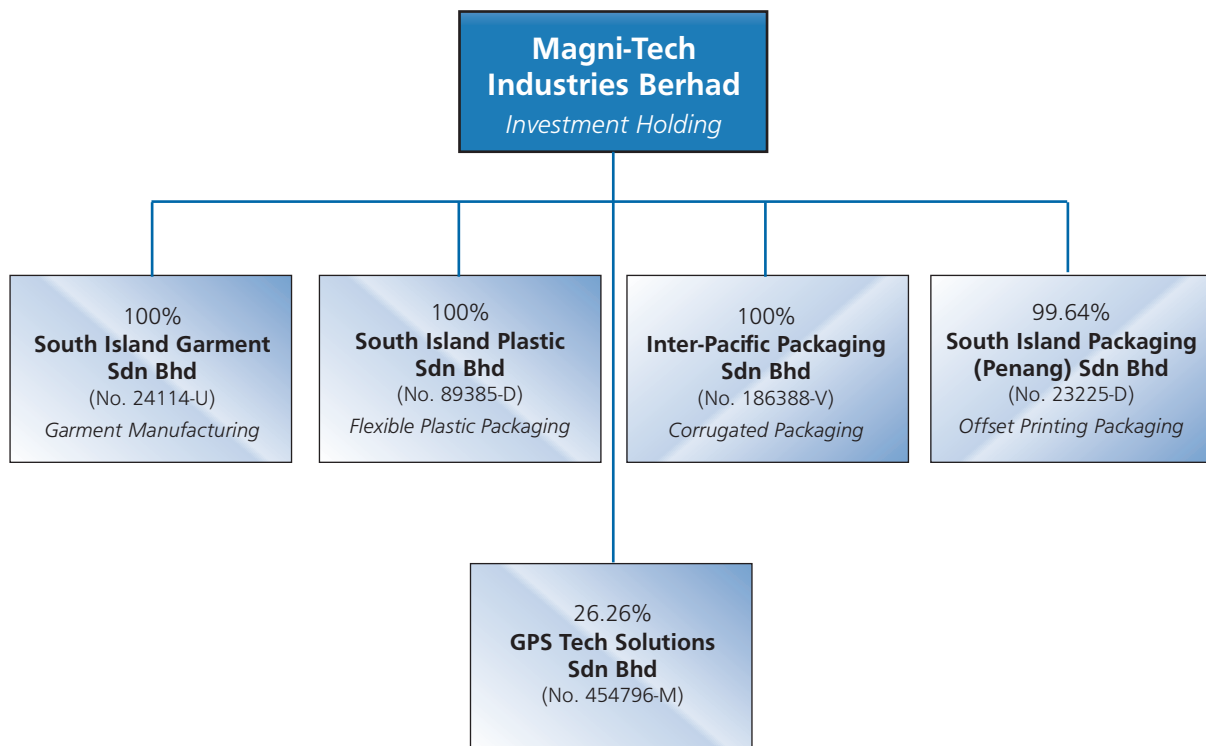 Magni-Tech
Industries Berhad
Investment Holding
100%
South Island Garment
Sdn Bhd
(No. 24114-U)
Garment Manufacturing
100%
South Island Plastic
Sdn Bhd
(No. 89385-D)
Flexible Plastic Packaging
100%
Inter-Pacific Packaging
Sdn Bhd
(No. 186388-V)
Corrugated Packaging
99.64%
South Island Packaging
(Penang) Sdn Bhd
(No. 23225-D)
Offset Printing Packaging
26.26%
GPS Tech Solutions
Sdn Bhd
(No. 454796-M)